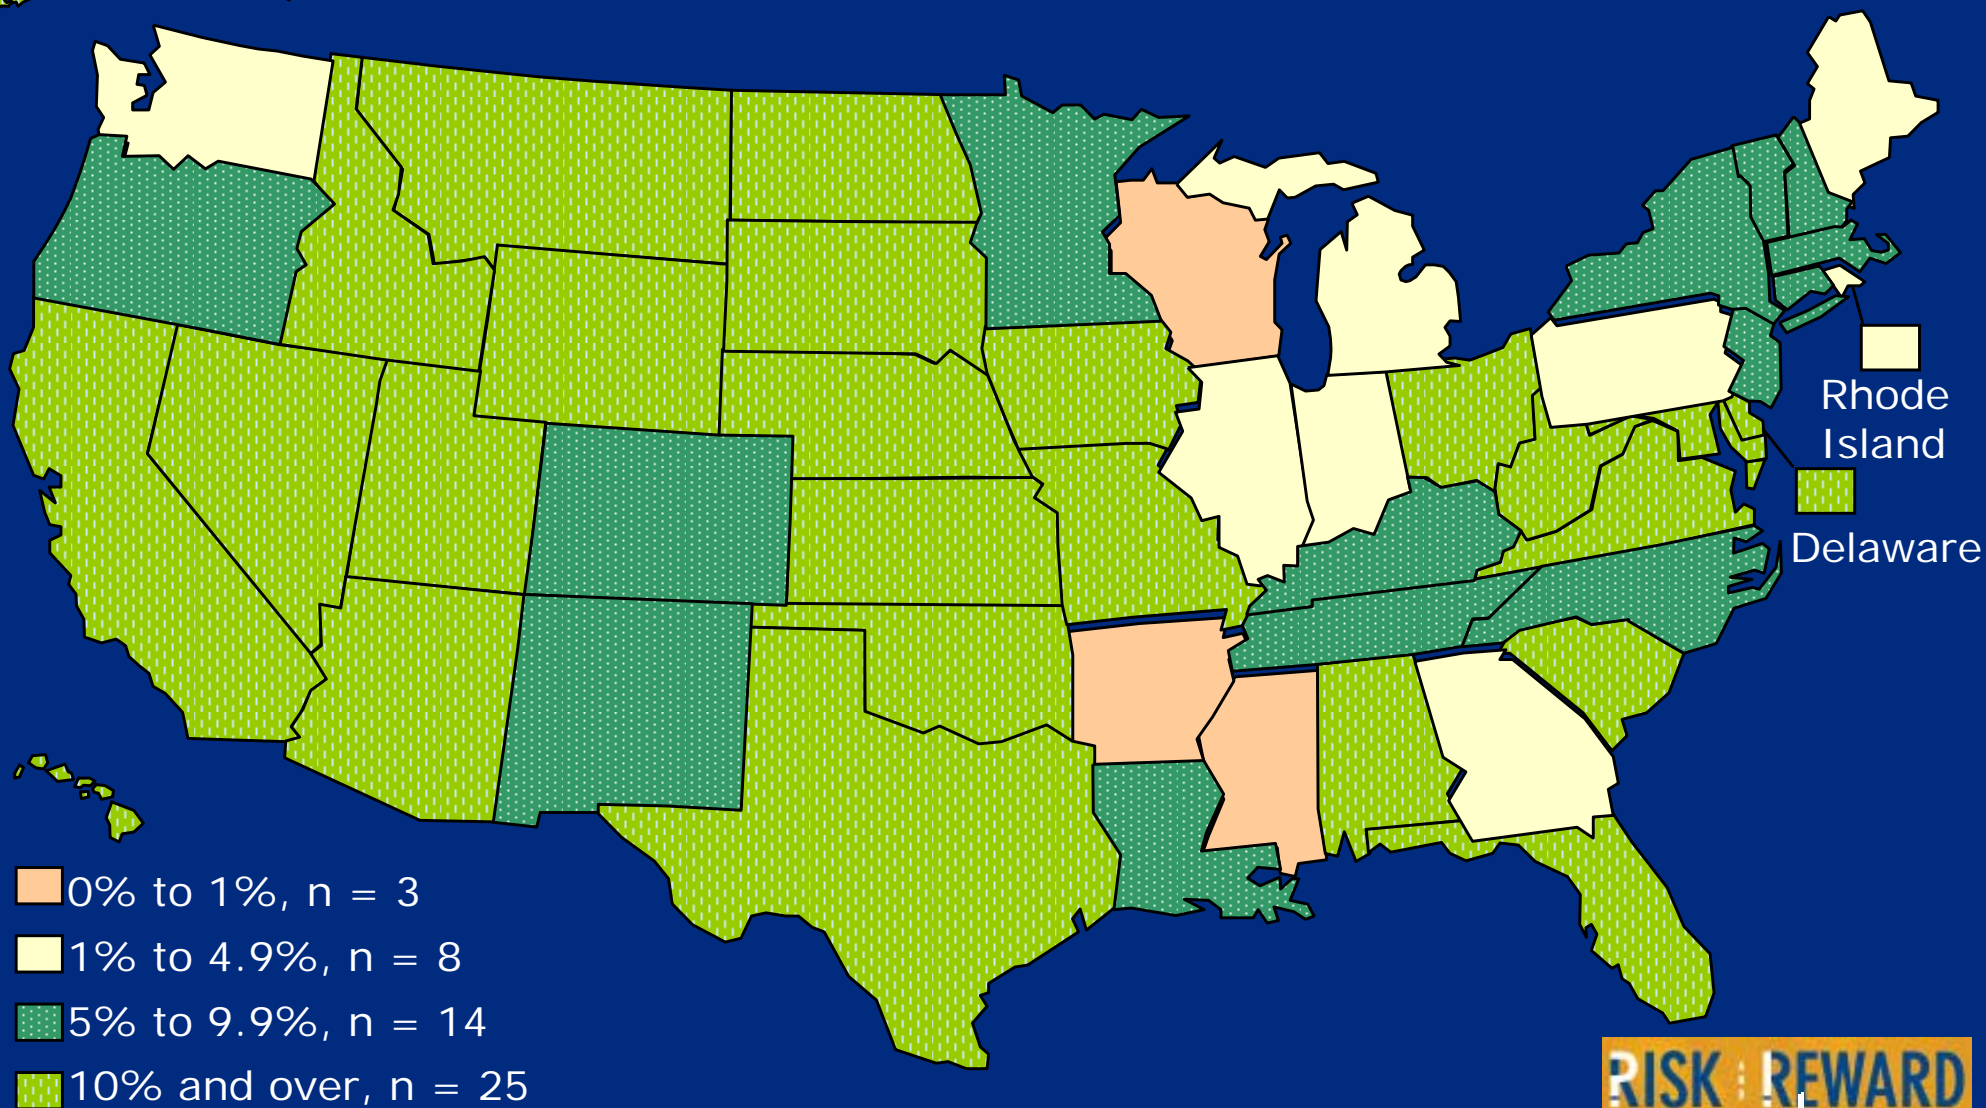 Rhode
Island
Delaware
0% to 1%, n = 3
1% to 4.9%, n = 8
5% to 9.9%, n = 14
10% and over, n = 25
RISK : REWARD